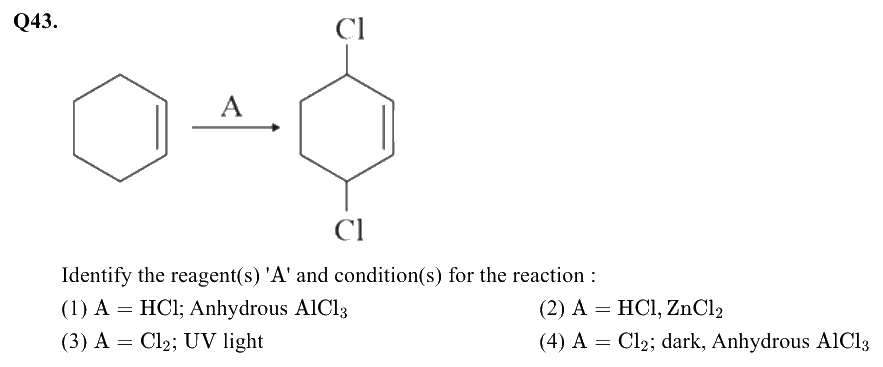 Q43.
Cl
A
Cl
Identify the reagent(s) 'A' and condition(s) for the reaction :
(1) A = HCl; Anhydrous AlCl₃
(2) A = HCl, ZnCl₂
(3) A = Cl₂; UV light
(4) A = Cl₂; dark, Anhydrous AlCl₃